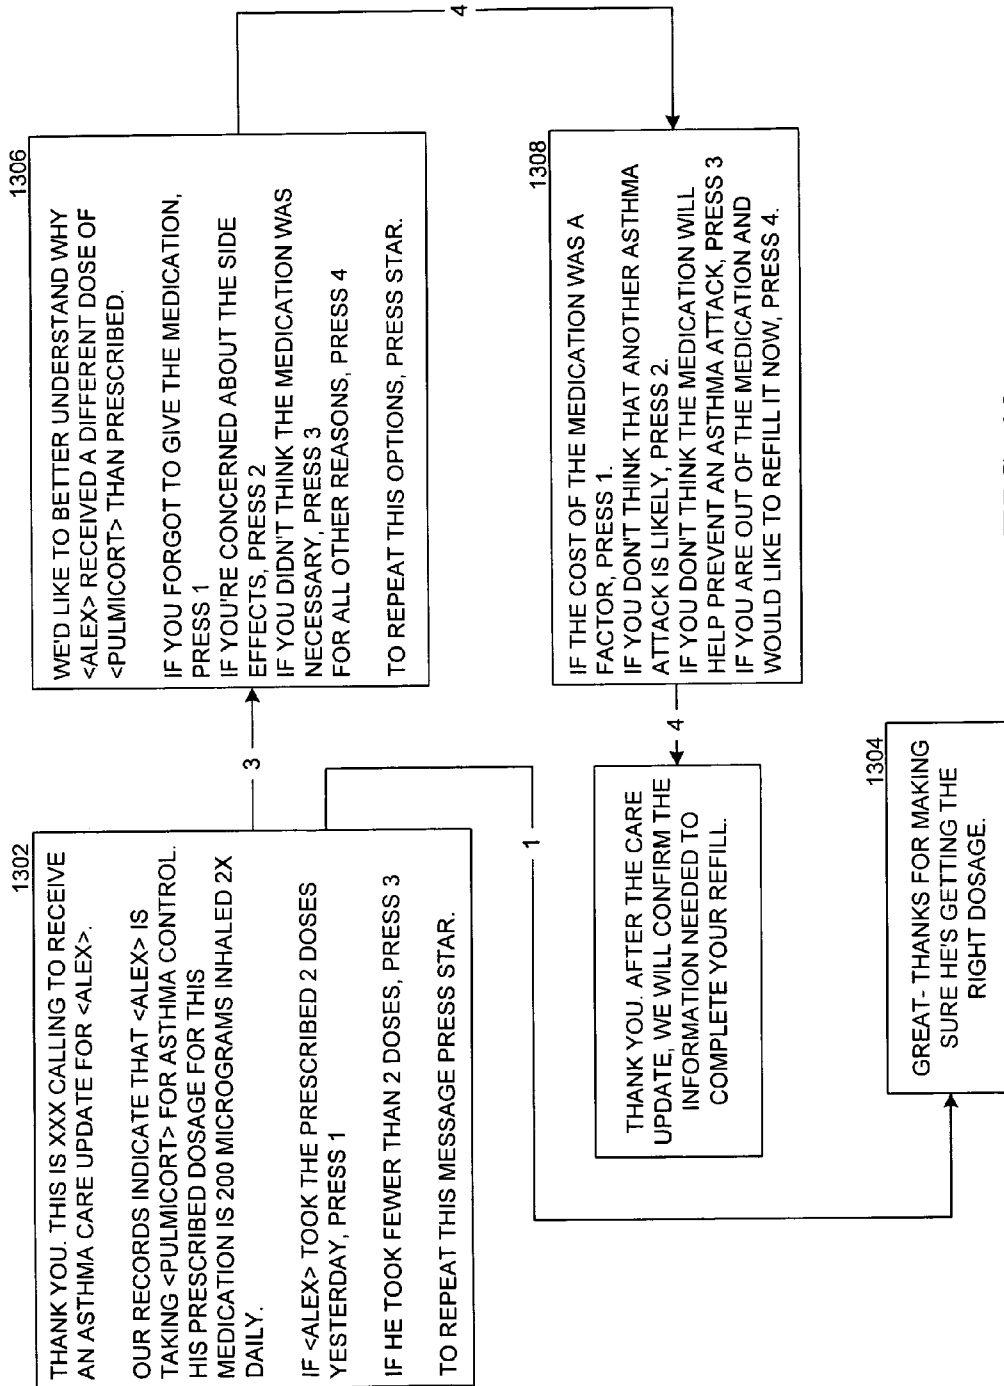 1302
THANK YOU. THIS IS XXX CALLING TO RECEIVE
AN ASTHMA CARE UPDATE FOR <ALEX>.
OUR RECORDS INDICATE THAT <ALEX> IS
TAKING <PULMICORT> FOR ASTHMA CONTROL.
HIS PRESCRIBED DOSAGE FOR THIS
MEDICATION IS 200 MICROGRAMS INHALED 2X
DAILY.
IF <ALEX> TOOK THE PRESCRIBED 2 DOSES
YESTERDAY, PRESS 1
IF HE TOOK FEWER THAN 2 DOSES, PRESS 3
TO REPEAT THIS MESSAGE PRESS STAR.
3
1306
WE'D LIKE TO BETTER UNDERSTAND WHY
<ALEX> RECEIVED A DIFFERENT DOSE OF
<PULMICORT> THAN PRESCRIBED.
IF YOU FORGOT TO GIVE THE MEDICATION,
PRESS 1
IF YOU'RE CONCERNED ABOUT THE SIDE
EFFECTS, PRESS 2
IF YOU DIDN'T THINK THE MEDICATION WAS
NECESSARY, PRESS 3
FOR ALL OTHER REASONS, PRESS 4
TO REPEAT THIS OPTIONS, PRESS STAR.
4
1308
IF THE COST OF THE MEDICATION WAS A
FACTOR, PRESS 1.
IF YOU DON'T THINK THAT ANOTHER ASTHMA
ATTACK IS LIKELY, PRESS 2.
IF YOU DON'T THINK THE MEDICATION WILL
HELP PREVENT AN ASTHMA ATTACK, PRESS 3
IF YOU ARE OUT OF THE MEDICATION AND
WOULD LIKE TO REFILL IT NOW, PRESS 4.
4
THANK YOU. AFTER THE CARE
UPDATE, WE WILL CONFIRM THE
INFORMATION NEEDED TO
COMPLETE YOUR REFILL.
1
1304
GREAT- THANKS FOR MAKING
SURE HE'S GETTING THE
RIGHT DOSAGE.